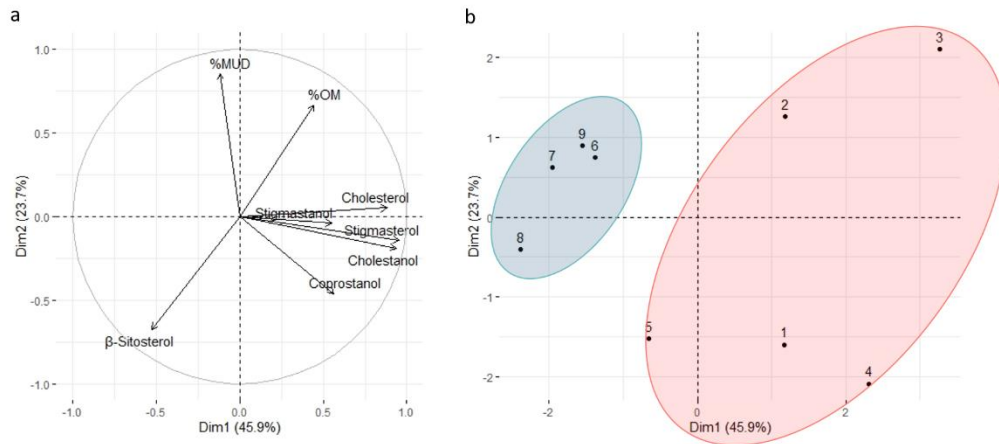 a
1.0
0.5
0.0
-0.5
-1.0
Dim2 (23.7%)
%MUD
%OM
Cholesterol
Stigmastanol
Stigmasterol
Cholestanol
Coprostanol
β-Sitosterol
-1.0 -0.5 0.0 0.5 1.0
Dim1 (45.9%)
b
2
1
0
-1
-2
Dim2 (23.7%)
3
2
9
6
7
8
5
1
4
-2 0 2
Dim1 (45.9%)